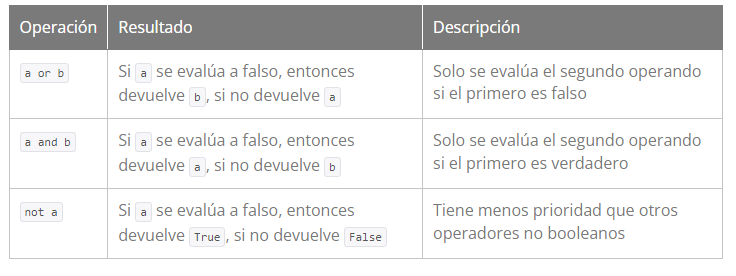 Operación Resultado Descripción
a or b Si a se evalúa a falso, entonces Solo se evalúa el segundo operando
devuelve b, si no devuelve a si el primero es falso
a and b Si a se evalúa a falso, entonces Solo se evalúa el segundo operando
devuelve a, si no devuelve b si el primero es verdadero
not a Si a se evalúa a falso, entonces Tiene menos prioridad que otros
devuelve True, si no devuelve False operadores no booleanos